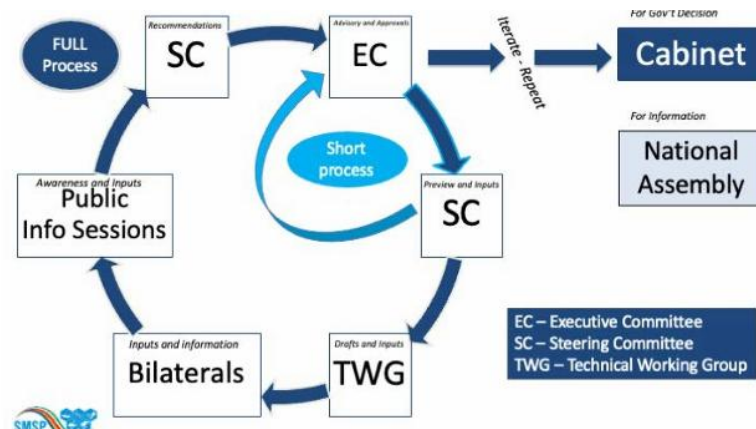 FULL
Process
Recommendations
SC
Advisory and Approvals
EC
Iterate - Repeat
For Gov't Decision
Cabinet
For Information
National
Assembly
Short
process
Preview and Inputs
SC
Awareness and Inputs
Public
Info Sessions
Inputs and information
Bilaterals
Drafts and Inputs
TWG
EC – Executive Committee
SC – Steering Committee
TWG – Technical Working Group
SMSP